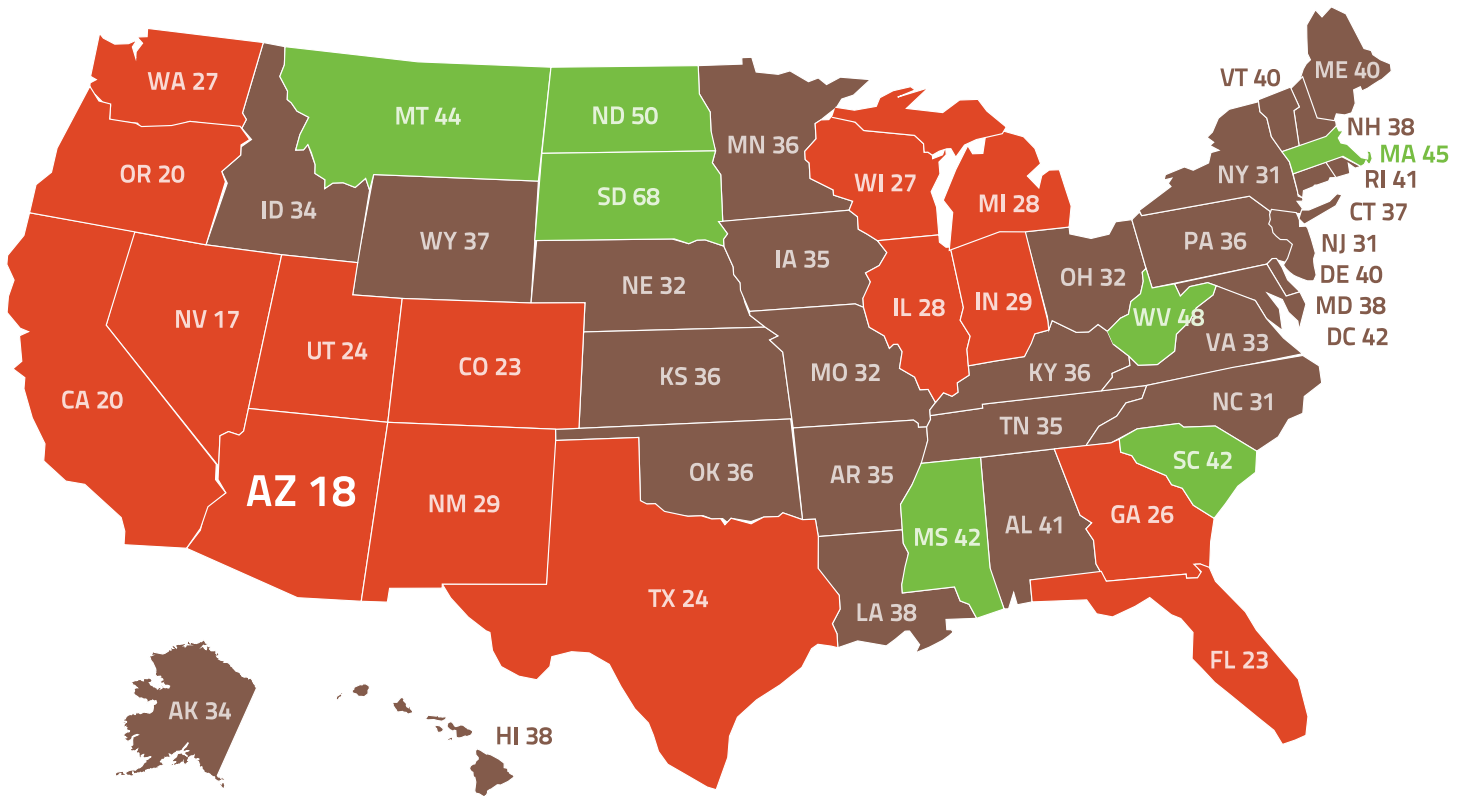 WA 27
OR 20
CA 20
NV 17
ID 34
MT 44
WY 37
UT 24
CO 23
AZ 18
NM 29
ND 50
SD 68
NE 32
KS 36
OK 36
TX 24
MN 36
IA 35
MO 32
AR 35
LA 38
WI 27
IL 28
MI 28
IN 29
OH 32
KY 36
TN 35
MS 42
AL 41
GA 26
FL 23
SC 42
NC 31
VA 33
WV 48
PA 36
NY 31
VT 40
ME 40
NH 38
MA 45
RI 41
CT 37
NJ 31
DE 40
MD 38
DC 42
AK 34
HI 38